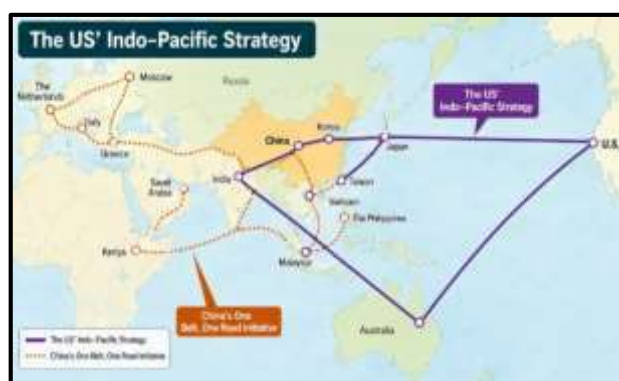 The US' Indo-Pacific Strategy
Moscow
The
Netherlands
Russia
Italy
Greece
The US'
Indo-Pacific Strategy
Korea
China
Japan
U.S.
India
Taiwan
Saudi
Arabia
Vietnam
The Philippines
Kenya
Malaysia
China's One
Belt, One Road Initiative
Australia
The US' Indo-Pacific Strategy
China's One Belt, One Road Initiative